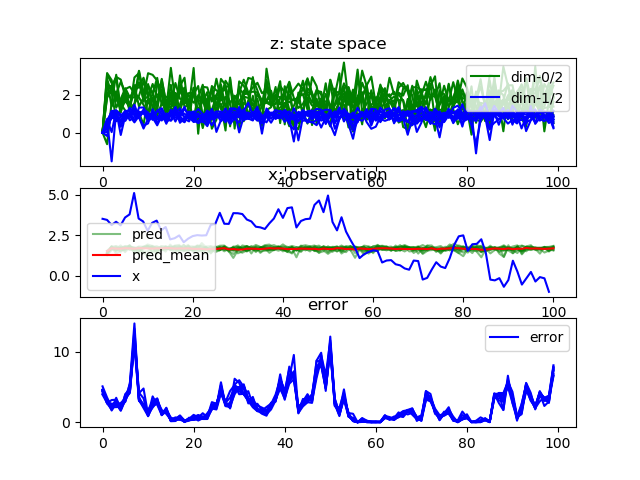 z: state space
dim-0/2
dim-1/2
2
0
0 20 40 60 80 100
x: observation
5.0
2.5
0.0
pred
pred_mean
x
0 20 40 60 80 100
error
error
10
0
0 20 40 60 80 100